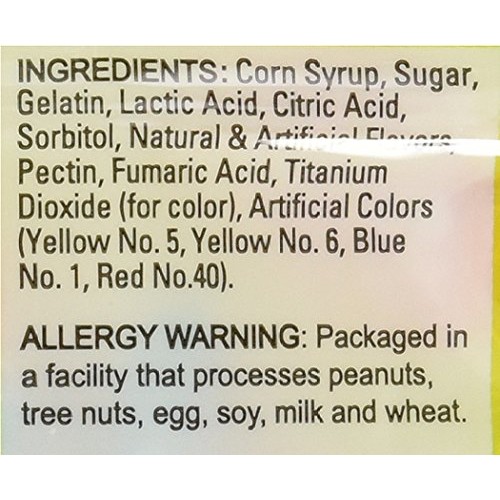 INGREDIENTS: Corn Syrup, Sugar,
Gelatin, Lactic Acid, Citric Acid,
Sorbitol, Natural & Artificial Flavors,
Pectin, Fumaric Acid, Titanium
Dioxide (for color), Artificial Colors
(Yellow No. 5, Yellow No. 6, Blue
No. 1, Red No.40).
ALLERGY WARNING: Packaged in
a facility that processes peanuts,
tree nuts, egg, soy, milk and wheat.